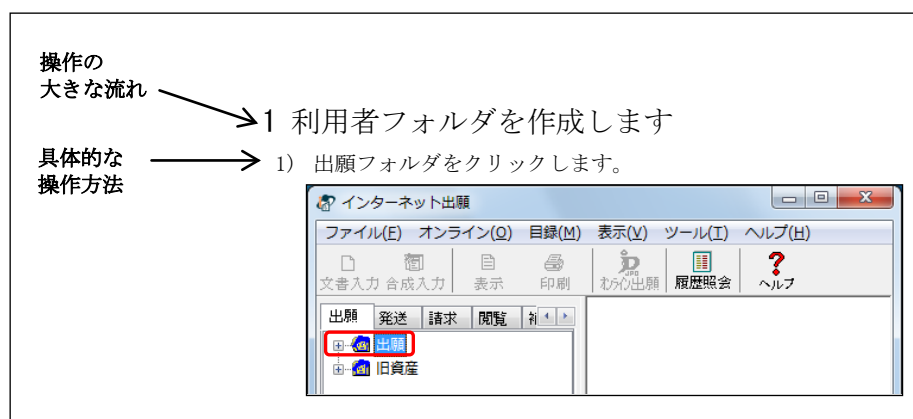 操作の
大きな流れ
1 利用者フォルダを作成します
具体的な
操作方法
1) 出願フォルダをクリックします。
インターネット出願
ファイル(F) オンライン(O) 目録(M) 表示(V) ツール(T) ヘルプ(H)
文書入力 合成入力 表示 印刷 オンライン出願 履歴照会 ヘルプ
出願 発送 請求 閲覧
出願
旧資産